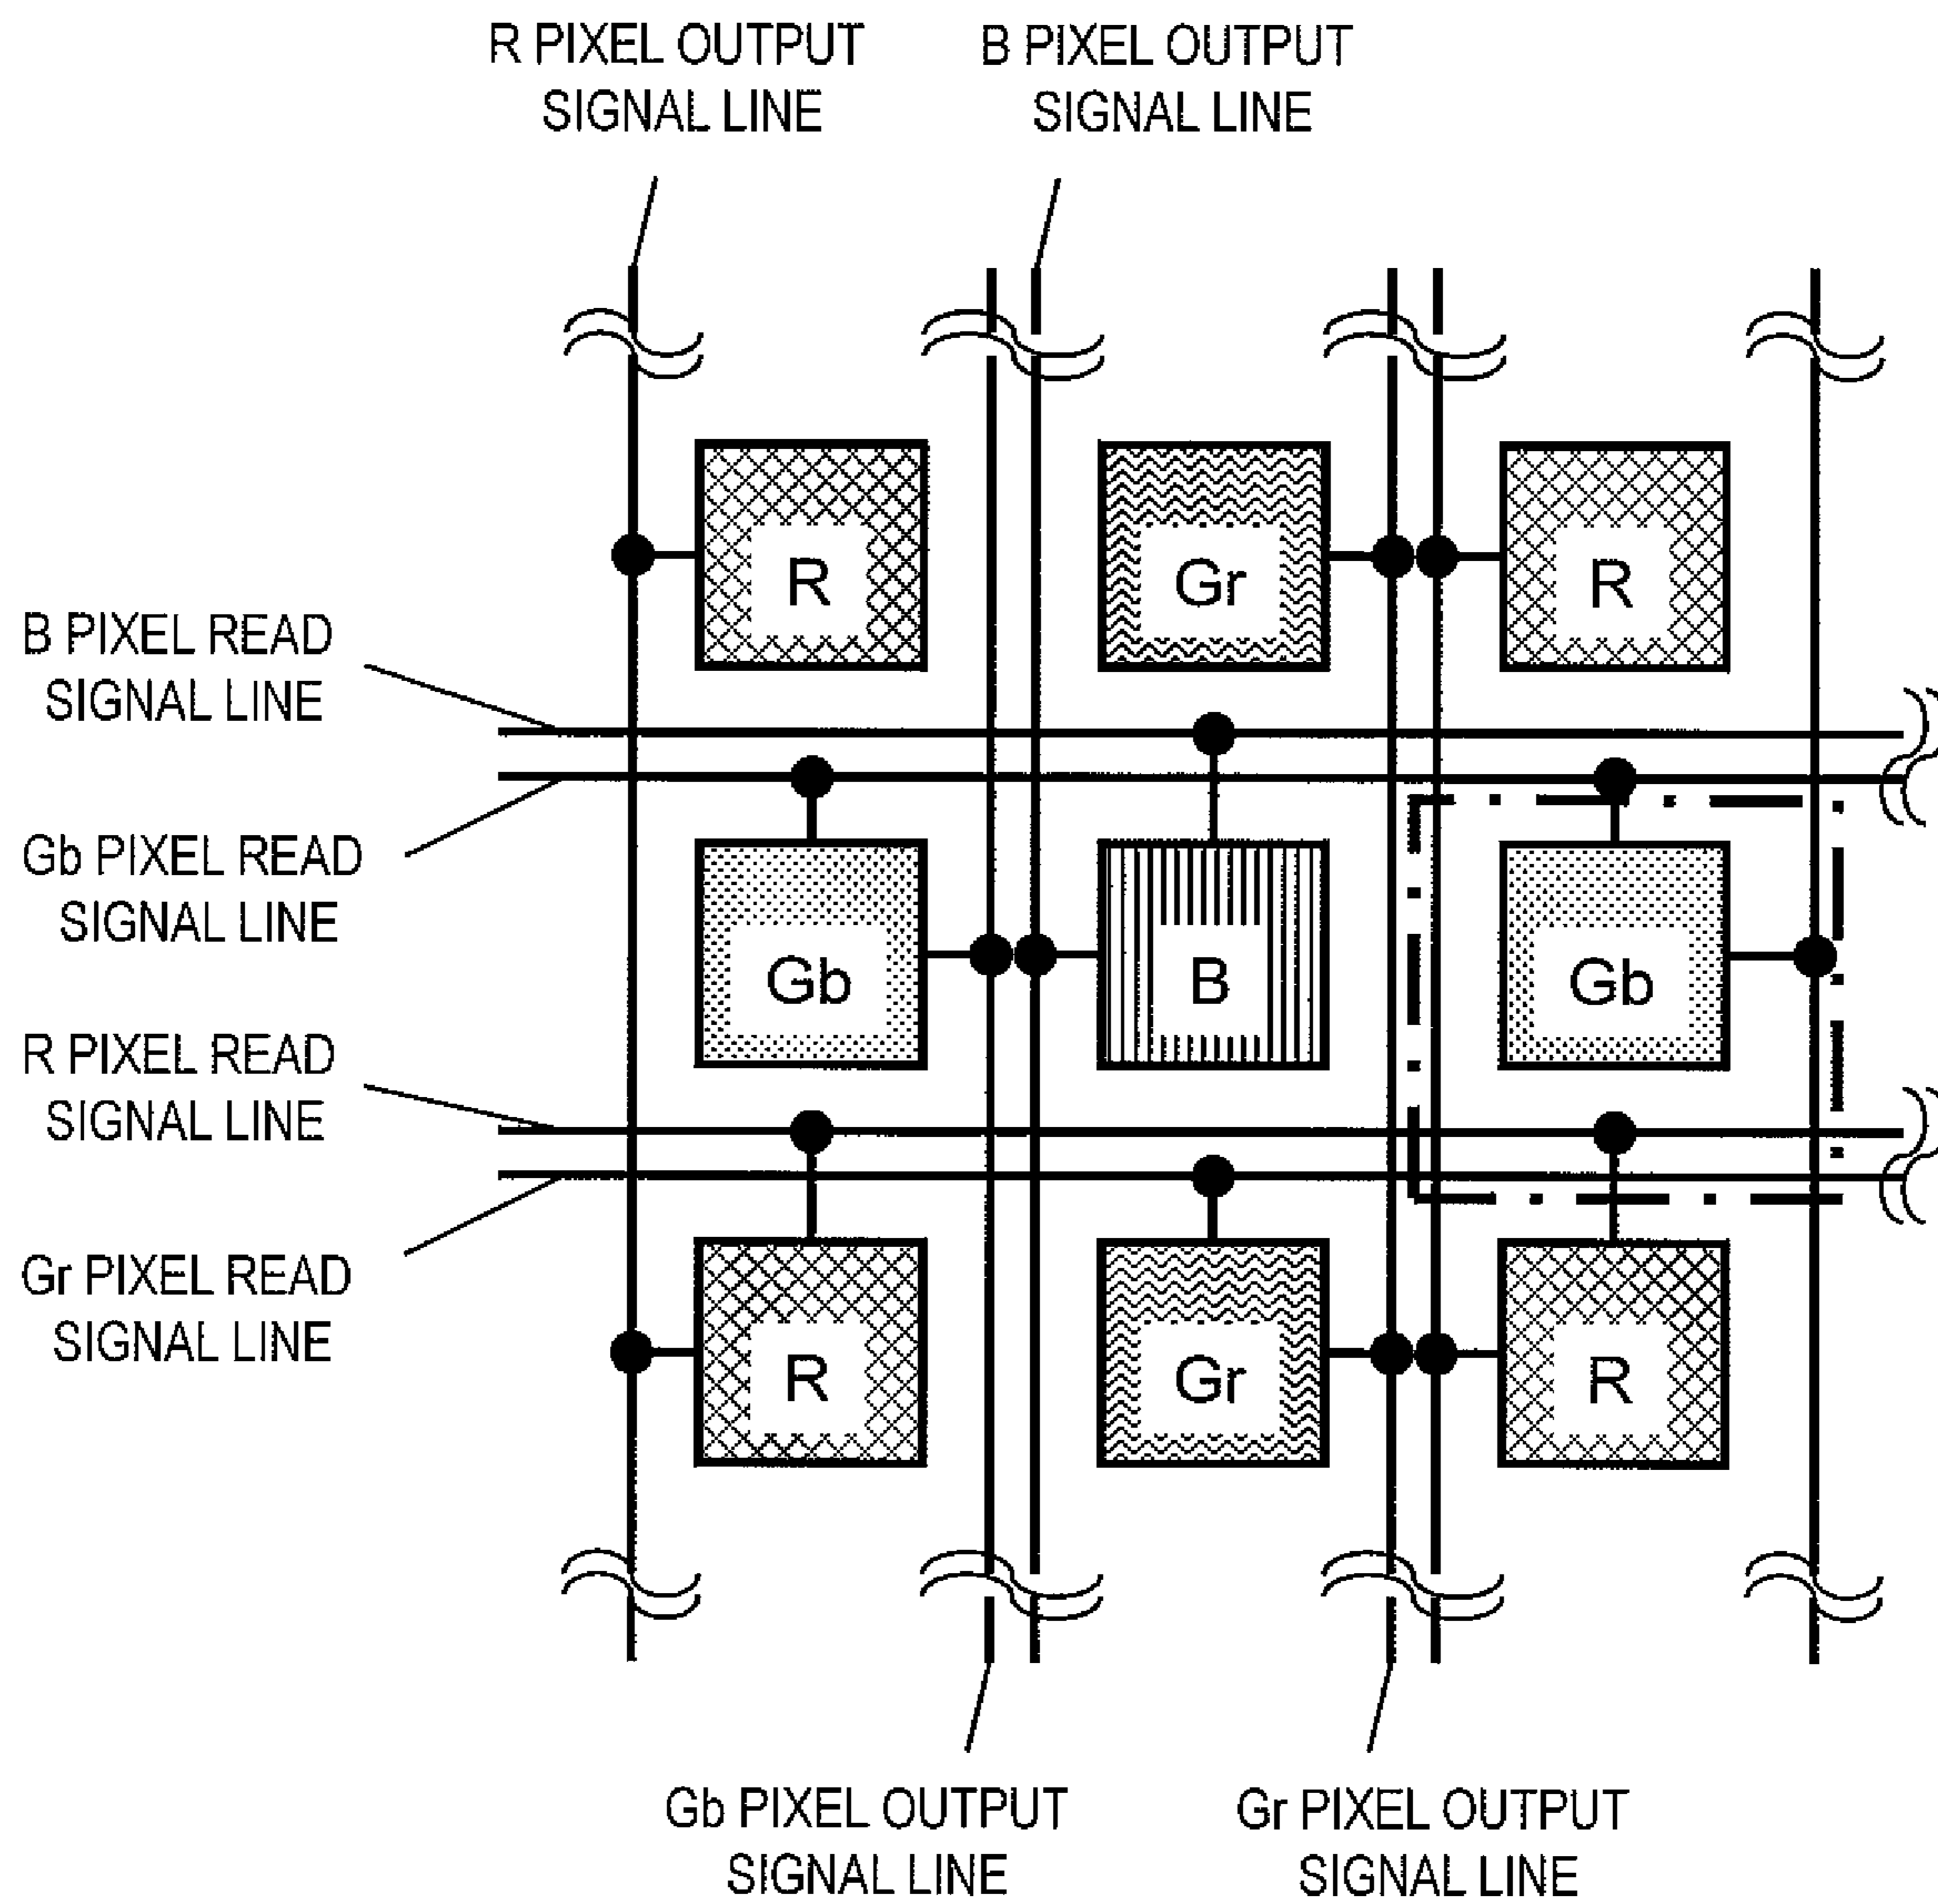 R PIXEL OUTPUT
SIGNAL LINE
B PIXEL OUTPUT
SIGNAL LINE
R
Gr
R
B PIXEL READ
SIGNAL LINE
Gb PIXEL READ
SIGNAL LINE
Gb
B
Gb
R PIXEL READ
SIGNAL LINE
Gr PIXEL READ
SIGNAL LINE
R
Gr
R
Gb PIXEL OUTPUT
SIGNAL LINE
Gr PIXEL OUTPUT
SIGNAL LINE